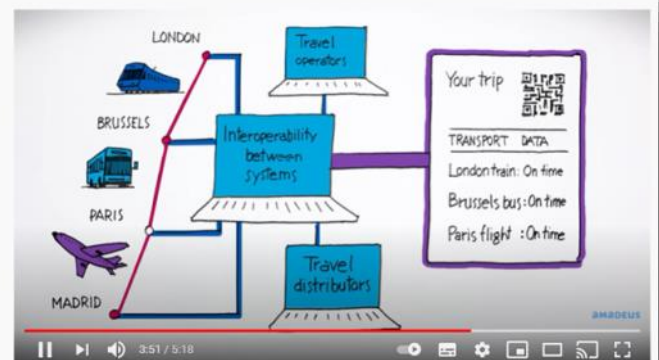 LONDON
BRUSSELS
PARIS
MADRID
Travel
operators
Interoperability
between
systems
Travel
distributors
Your trip
TRANSPORT DATA
London train: On time
Brussels bus: On time
Paris flight : On time
amadeus
3:51 / 5:18